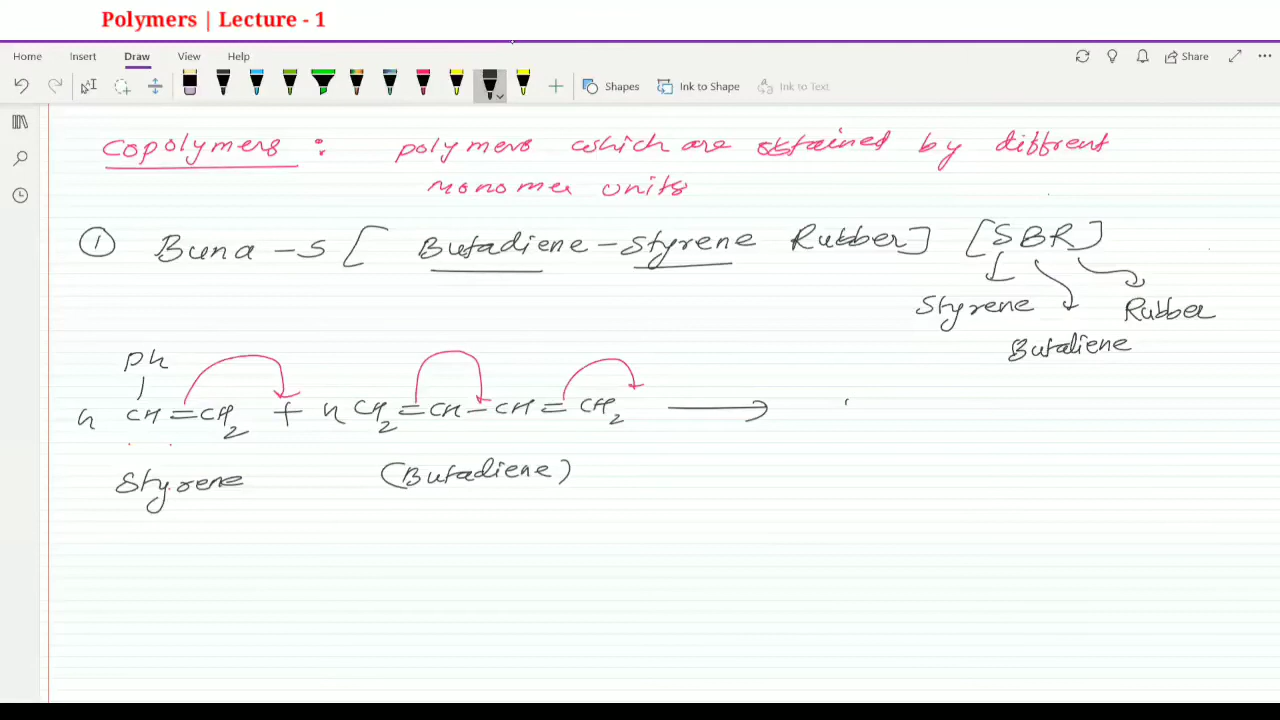 Polymers | Lecture - 1
Home Insert Draw View Help
Share
Shapes Ink to Shape Ink to Text
Copolymers : polymers which are obtained by different
monomer units
① Buna - S [ Butadiene - Styrene Rubber ] [SBR]
Styrene Rubber
Butadiene
Ph
n CH = CH2 + n CH2 = CH - CH = CH2 ⟶
Styrene (Butadiene)